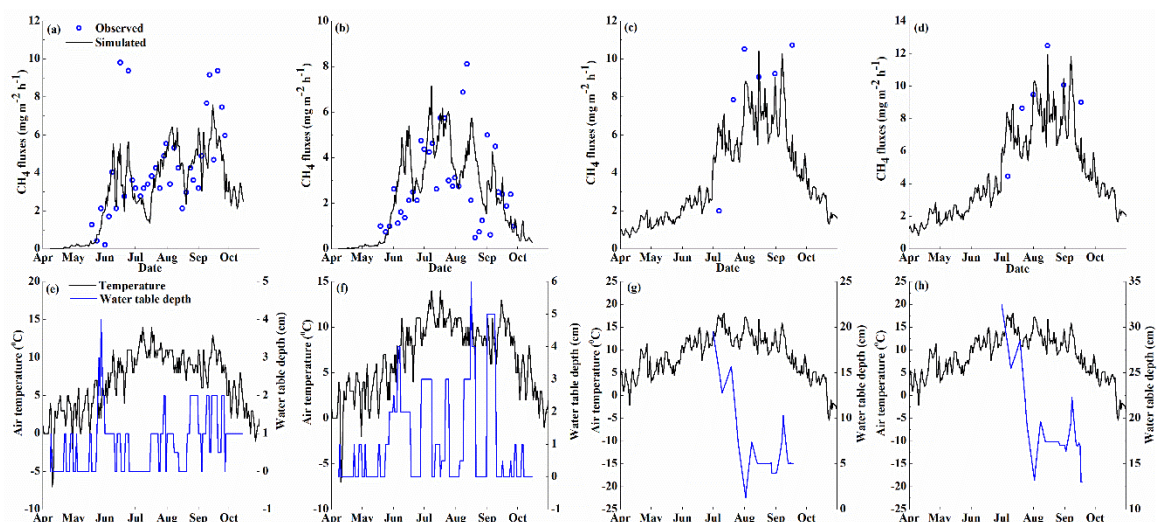 (a) Observed
Simulated
CH4 fluxes (mg m-2 h-1)
12
10
8
6
4
2
0
Apr May Jun Jul Aug Sep Oct
Date
(b)
CH4 fluxes (mg m-2 h-1)
10
8
6
4
2
0
Apr May Jun Jul Aug Sep Oct
Date
(c)
CH4 fluxes (mg m-2 h-1)
12
10
8
6
4
2
0
Apr May Jun Jul Aug Sep Oct
Date
(d)
CH4 fluxes (mg m-2 h-1)
14
12
10
8
6
4
2
0
Apr May Jun Jul Aug Sep Oct
Date
(e) Temperature
Water table depth
Air temperature (0C)
20
15
10
5
0
-5
-10
Water table depth (cm)
5
-4
3
-2
1
-0
-1
Apr May Jun Jul Aug Sep Oct
(f)
Air temperature (0C)
15
10
5
0
-5
-10
Water table depth (cm)
6
5
4
3
2
1
0
-1
Apr May Jun Jul Aug Sep Oct
(g)
Air temperature (0C)
25
20
15
10
5
0
-5
-10
-15
-20
-25
Water table depth (cm)
25
20
15
10
5
0
Apr May Jun Jul Aug Sep Oct
(h)
Air temperature (0C)
25
20
15
10
5
0
-5
-10
-15
-20
-25
Water table depth (cm)
35
30
25
20
15
10
Apr May Jun Jul Aug Sep Oct